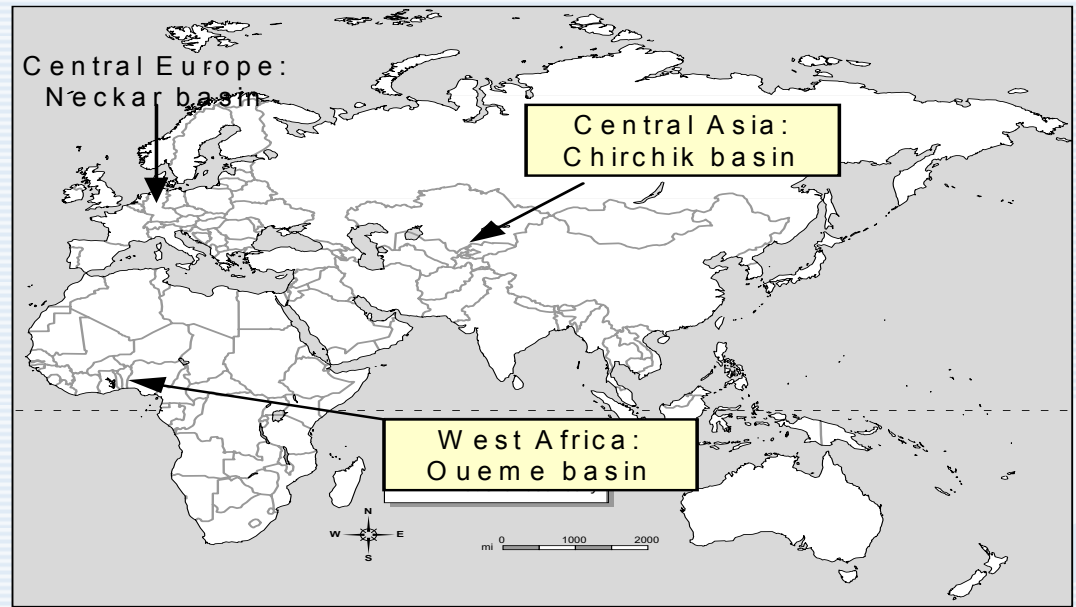 Central Europe:
Neckar basin
Central Asia:
Chirchik basin
West Africa:
Oueme basin
N
W E
S
mi 0 1000 2000